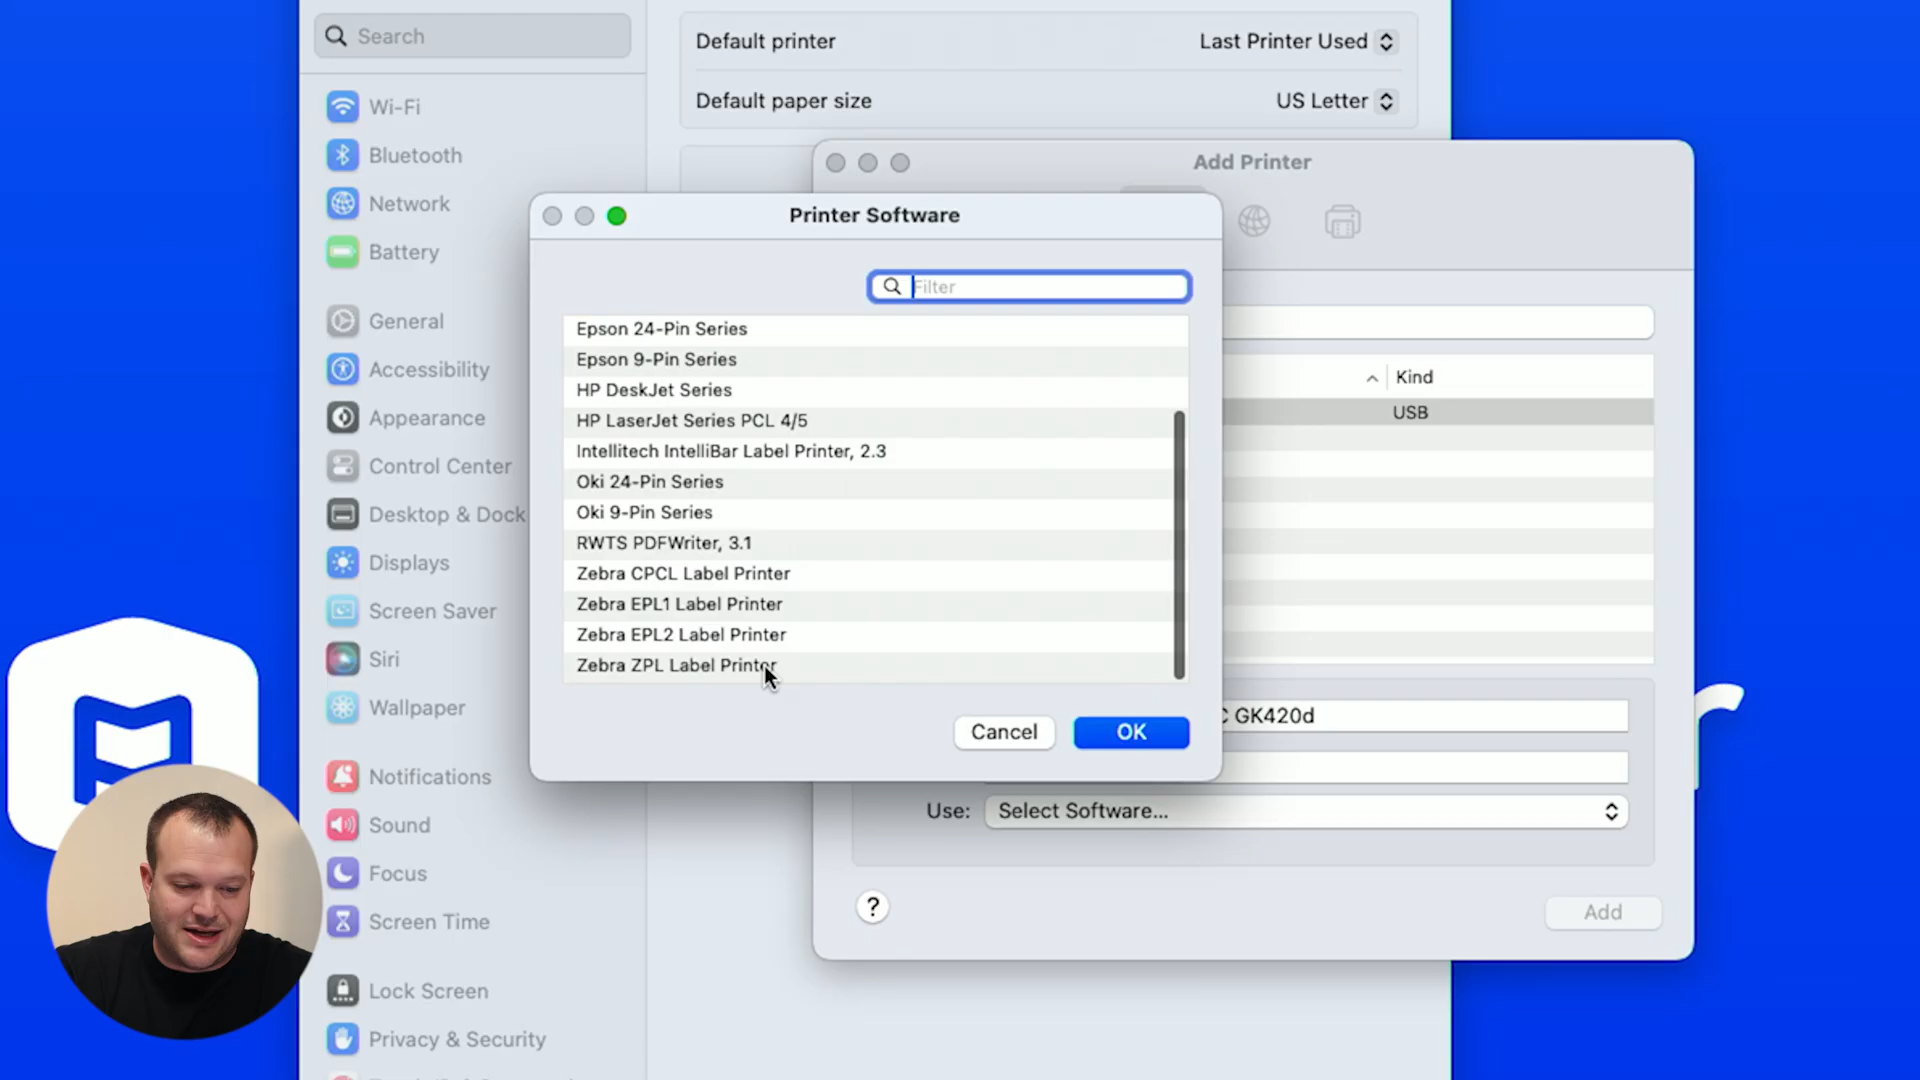 Search
Wi-Fi
Bluetooth
Network
Battery
General
Accessibility
Appearance
Control Center
Desktop & Dock
Displays
Screen Saver
Siri
Wallpaper
Notifications
Sound
Focus
Screen Time
Lock Screen
Privacy & Security
Default printer
Last Printer Used
Default paper size
US Letter
Add Printer
Printer Software
Filter
Epson 24-Pin Series
Epson 9-Pin Series
HP DeskJet Series
HP LaserJet Series PCL 4/5
Intellitech IntelliBar Label Printer, 2.3
Oki 24-Pin Series
Oki 9-Pin Series
RWTS PDFWriter, 3.1
Zebra CPCL Label Printer
Zebra EPL1 Label Printer
Zebra EPL2 Label Printer
Zebra ZPL Label Printer
Cancel
OK
Kind
USB
GK420d
Use:
Select Software...
?
Add